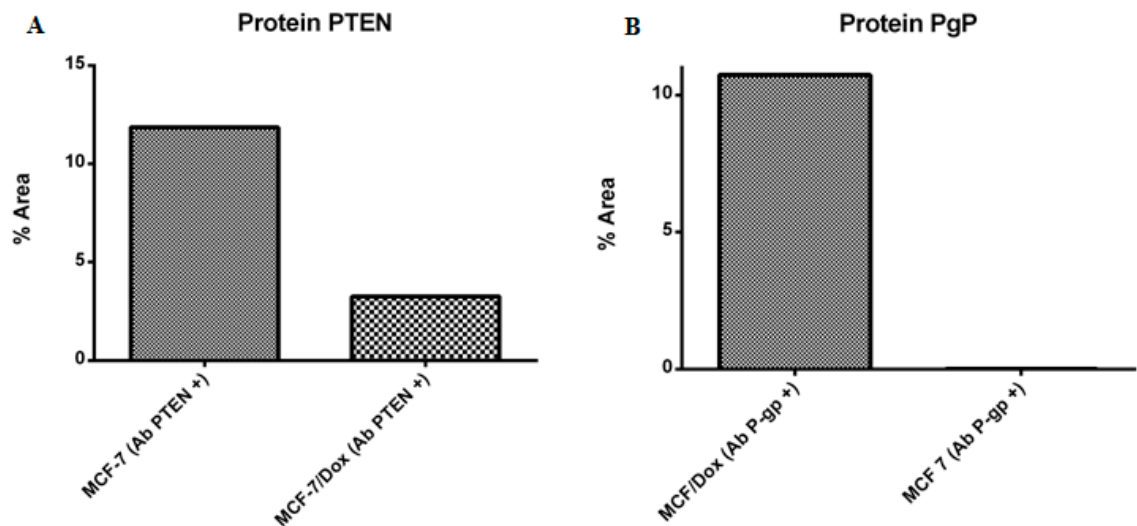 A
Protein PTEN
% Area
15
10
5
0
MCF-7 (Ab PTEN +)
MCF-7/Dox (Ab PTEN +)
B
Protein PgP
% Area
10
5
0
MCF/Dox (Ab P-gp +)
MCF 7 (Ab P-gp +)